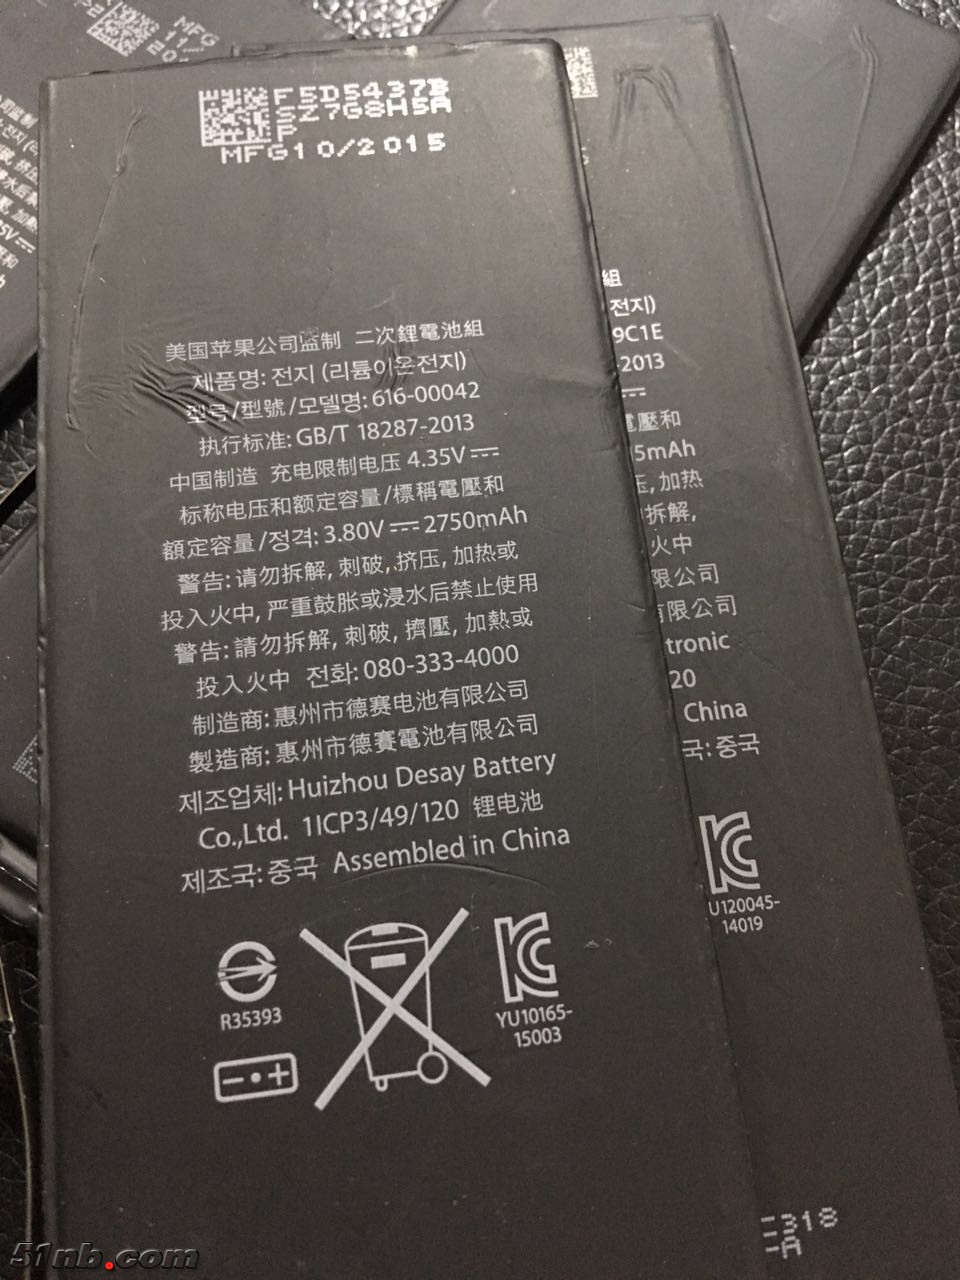 F5D5437B
SZ7G8H5A
P
MFG10/2015
美国苹果公司监制 二次鋰電池組
제품명: 전지 (리튬이온전지)
型号/型號/모델명: 616-00042
执行标准: GB/T 18287-2013
中国制造 充电限制电压 4.35V
标称电压和额定容量/標稱電壓和
額定容量/정격: 3.80V 2750mAh
警告: 请勿拆解, 刺破, 挤压, 加热或
投入火中, 严重鼓胀或浸水后禁止使用
警告: 請勿拆解, 刺破, 擠壓, 加熱或
投入火中 전화: 080-333-4000
制造商: 惠州市德赛电池有限公司
製造商: 惠州市德賽電池有限公司
제조업체: Huizhou Desay Battery
Co.,Ltd. 1ICP3/49/120 锂电池
제조국: 중국 Assembled in China
R35393
YU10165-
15003
組
전지)
9C1E
-2013
電壓和
5mAh
压, 加热
拆解,
火中
限公司
有限公司
tronic
20
China
국: 중국
U120045-
14019
318
-A
MFG
11
51nb.com